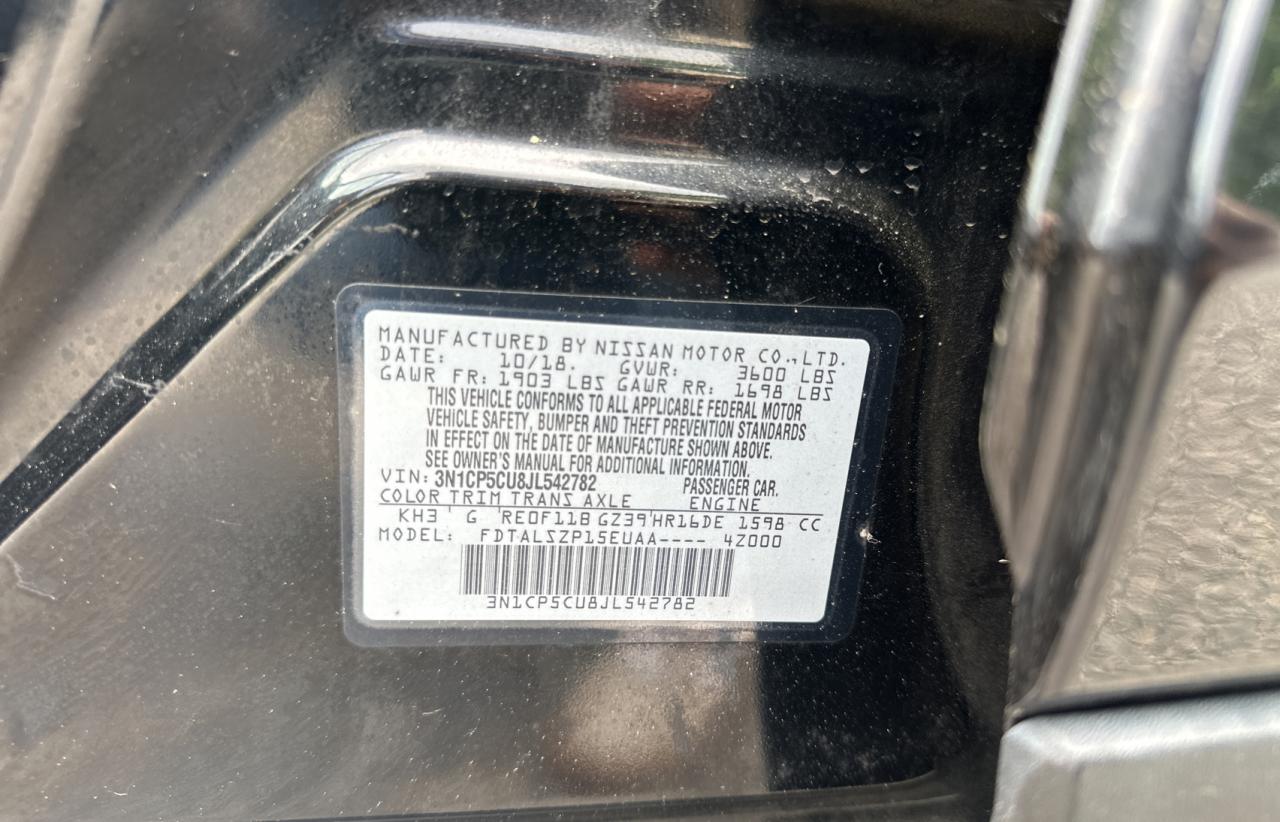 MANUFACTURED BY NISSAN MOTOR CO.,LTD.
DATE: 10/18. GVWR: 3600 LBS
GAWR FR: 1903 LBS GAWR RR: 1698 LBS
THIS VEHICLE CONFORMS TO ALL APPLICABLE FEDERAL MOTOR
VEHICLE SAFETY, BUMPER AND THEFT PREVENTION STANDARDS
IN EFFECT ON THE DATE OF MANUFACTURE SHOWN ABOVE.
SEE OWNER'S MANUAL FOR ADDITIONAL INFORMATION.
VIN: 3N1CP5CU8JL542782 PASSENGER CAR.
COLOR TRIM TRANS AXLE ENGINE
KH3 G RE0F11B GZ39 HR16DE 1598 CC
MODEL: FDTALSZP15EUAA---- 4Z000
3N1CP5CU8JL542782